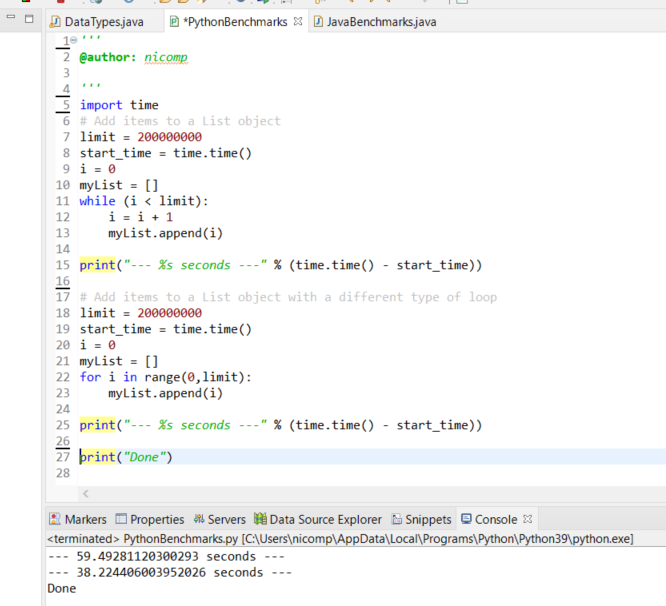 DataTypes.java
*PythonBenchmarks
JavaBenchmarks.java
1 '''
2 @author: nicomp
3
4 '''
5 import time
6 # Add items to a List object
7 limit = 200000000
8 start_time = time.time()
9 i = 0
10 myList = []
11 while (i < limit):
12     i = i + 1
13     myList.append(i)
14
15 print("--- %s seconds ---" % (time.time() - start_time))
16
17 # Add items to a List object with a different type of loop
18 limit = 200000000
19 start_time = time.time()
20 i = 0
21 myList = []
22 for i in range(0,limit):
23     myList.append(i)
24
25 print("--- %s seconds ---" % (time.time() - start_time))
26
27 print("Done")
28
Markers Properties Servers Data Source Explorer Snippets Console
<terminated> PythonBenchmarks.py [C:\Users\nicomp\AppData\Local\Programs\Python\Python39\python.exe]
--- 59.49281120300293 seconds ---
--- 38.224406003952026 seconds ---
Done